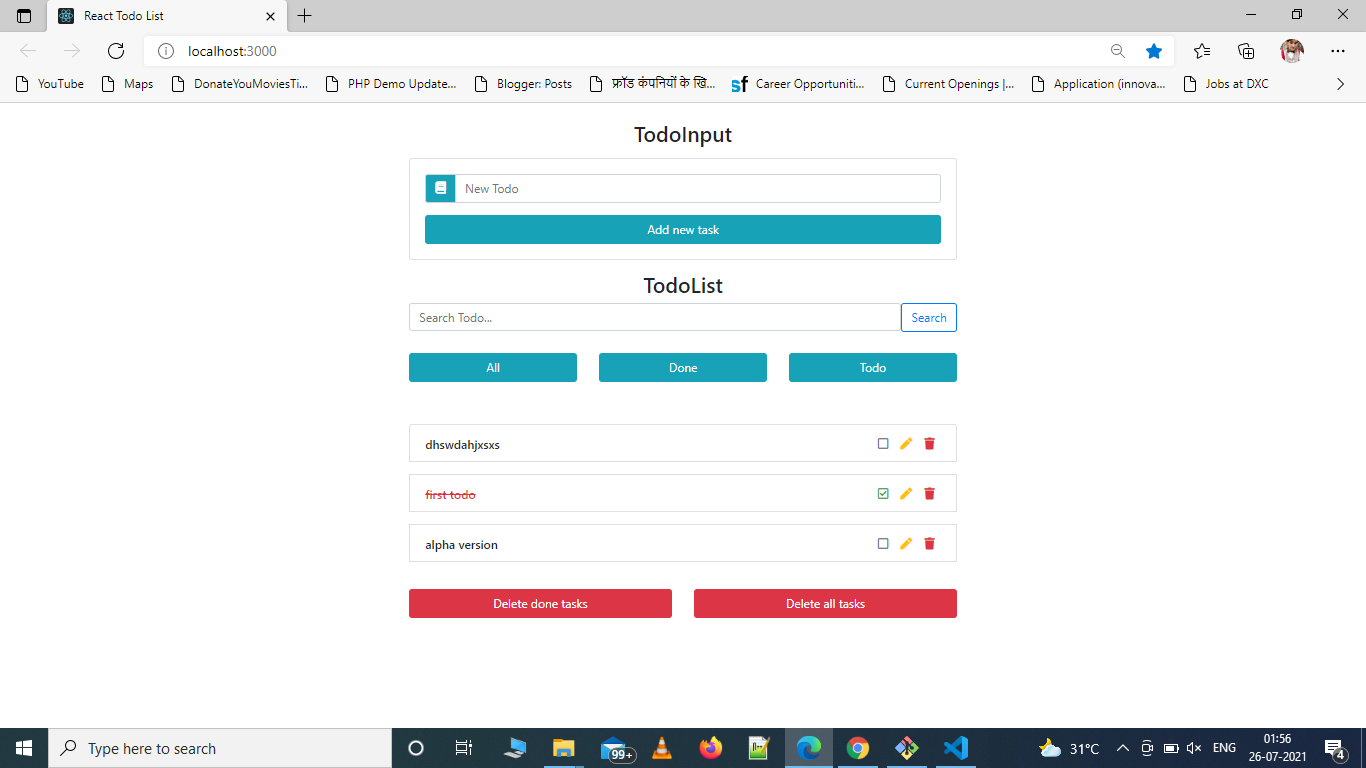 React Todo List
localhost:3000
YouTube Maps DonateYouMoviesTi... PHP Demo Update... Blogger: Posts फ्रॉड कंपनियों के खि... sf Career Opportuniti... Current Openings |... Application (innova... Jobs at DXC
TodoInput
New Todo
Add new task
TodoList
Search Todo... Search
All Done Todo
dhswdahjxsxs
first todo
alpha version
Delete done tasks Delete all tasks
Type here to search 99+ 31°C ENG 01:56
26-07-2021 4